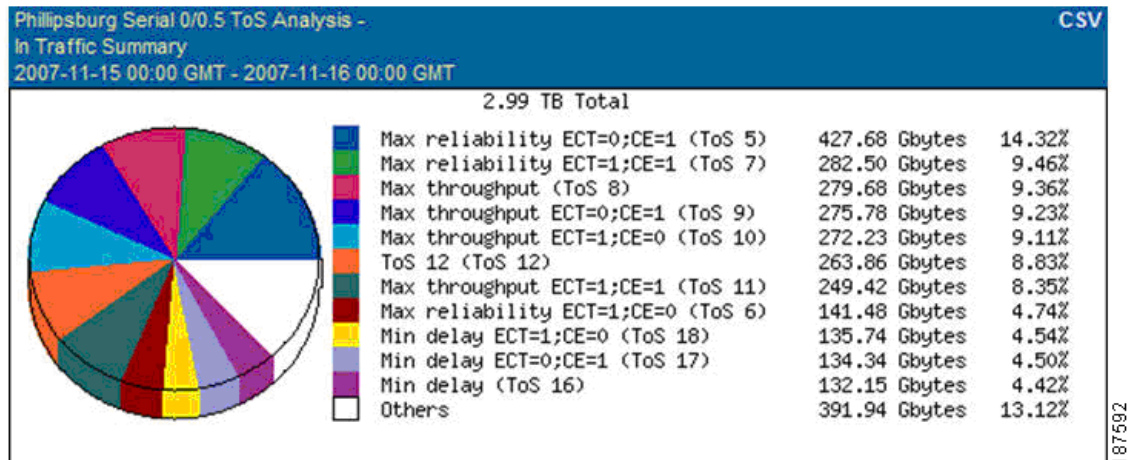 Phillipsburg Serial 0/0.5 ToS Analysis - CSV
In Traffic Summary
2007-11-15 00:00 GMT - 2007-11-16 00:00 GMT
2.99 TB Total
Max reliability ECT=0;CE=1 (ToS 5) 427.68 Gbytes 14.32%
Max reliability ECT=1;CE=1 (ToS 7) 282.50 Gbytes 9.46%
Max throughput (ToS 8) 279.68 Gbytes 9.36%
Max throughput ECT=0;CE=1 (ToS 9) 275.78 Gbytes 9.23%
Max throughput ECT=1;CE=0 (ToS 10) 272.23 Gbytes 9.11%
ToS 12 (ToS 12) 263.86 Gbytes 8.83%
Max throughput ECT=1;CE=1 (ToS 11) 249.42 Gbytes 8.35%
Max reliability ECT=1;CE=0 (ToS 6) 141.48 Gbytes 4.74%
Min delay ECT=1;CE=0 (ToS 18) 135.74 Gbytes 4.54%
Min delay ECT=0;CE=1 (ToS 17) 134.34 Gbytes 4.50%
Min delay (ToS 16) 132.15 Gbytes 4.42%
Others 391.94 Gbytes 13.12%
187592